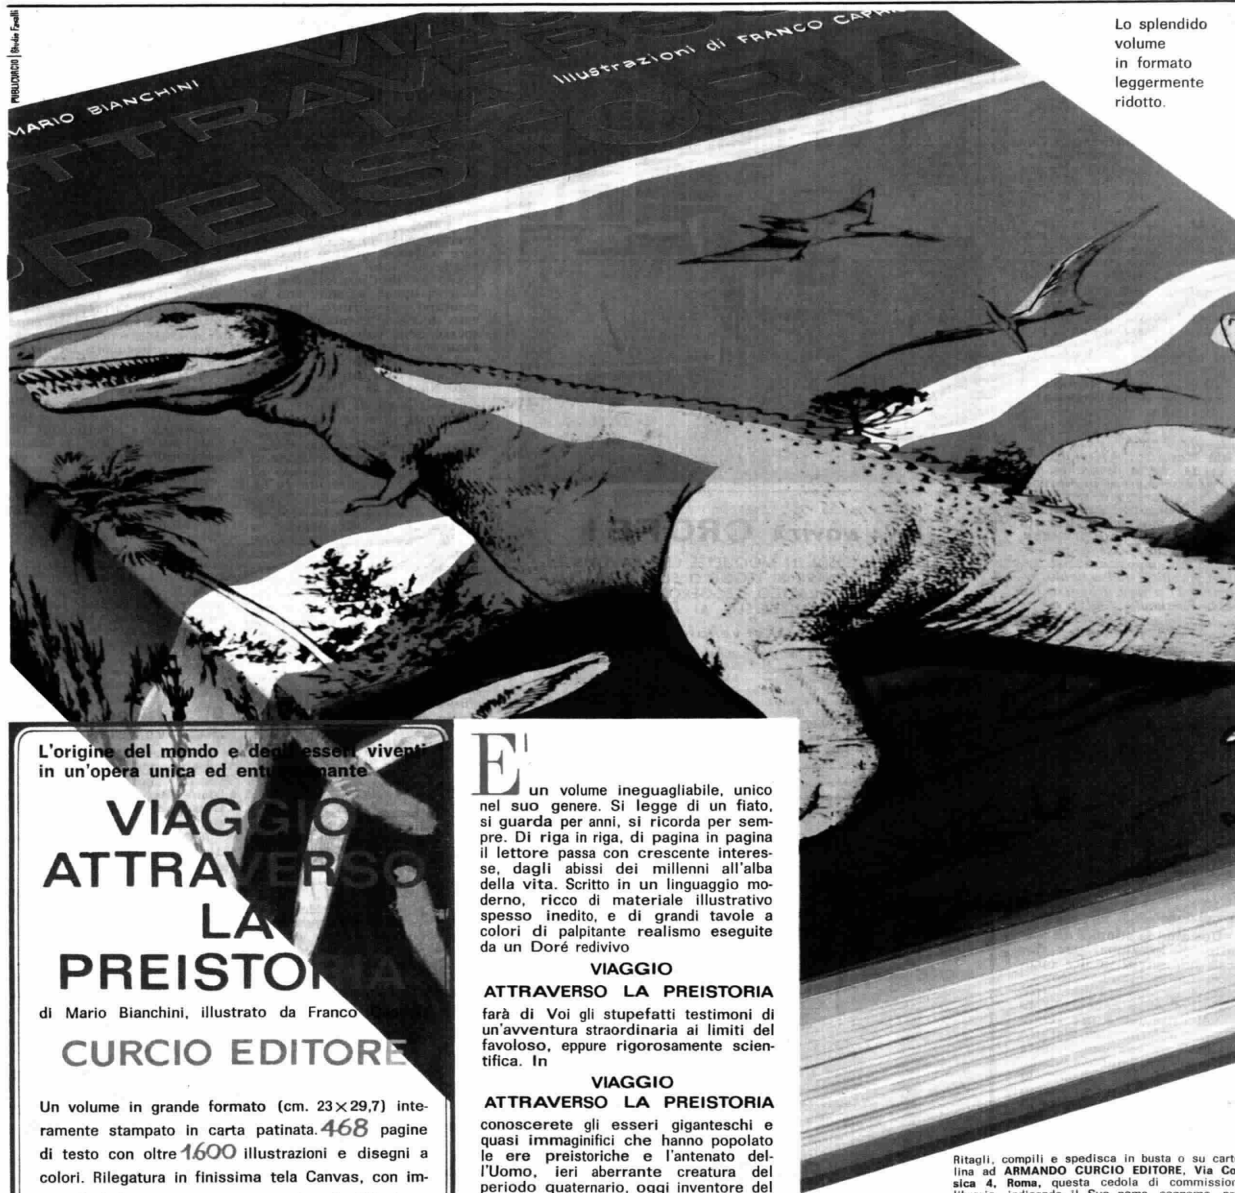 PUBLICURCIO | Studio Favalli
Lo splendido
volume
in formato
leggermente
ridotto.
MARIO BIANCHINI
Illustrazioni di FRANCO
ATTRAVERSO
LA
PREISTORIA
L'origine del mondo e degli esseri viventi
in un'opera unica ed
VIAGGIO
ATTRAVERSO
LA
PREISTORIA
di Mario Bianchini, illustrato da Franco
CURCIO EDITORE
Un volume in grande formato (cm. 23×29,7) inte-
ramente stampato in carta patinata. 468 pagine
di testo con oltre 1600 illustrazioni e disegni a
colori. Rilegatura in finissima tela Canvas, con im-
E' un volume ineguagliabile, unico
nel suo genere. Si legge di un fiato,
si guarda per anni, si ricorda per sem-
pre. Di riga in riga, di pagina in pagina
il lettore passa con crescente interes-
se, dagli abissi dei millenni all'alba
della vita. Scritto in un linguaggio mo-
derno, ricco di materiale illustrativo
spesso inedito, e di grandi tavole a
colori di palpitante realismo eseguite
da un Doré redivivo
VIAGGIO
ATTRAVERSO LA PREISTORIA
farà di Voi gli stupefatti testimoni di
un'avventura straordinaria ai limiti del
favoloso, eppure rigorosamente scien-
tifica. In
VIAGGIO
ATTRAVERSO LA PREISTORIA
conoscerete gli esseri giganteschi e
quasi immaginifici che hanno popolato
le ere preistoriche e l'antenato del-
l'Uomo, ieri aberrante creatura del
periodo quaternario, oggi inventore del
Ritagli, compili e spedisca in busta o su carto
lina ad ARMANDO CURCIO EDITORE, Via Co
sica 4, Roma, questa cedola di commission